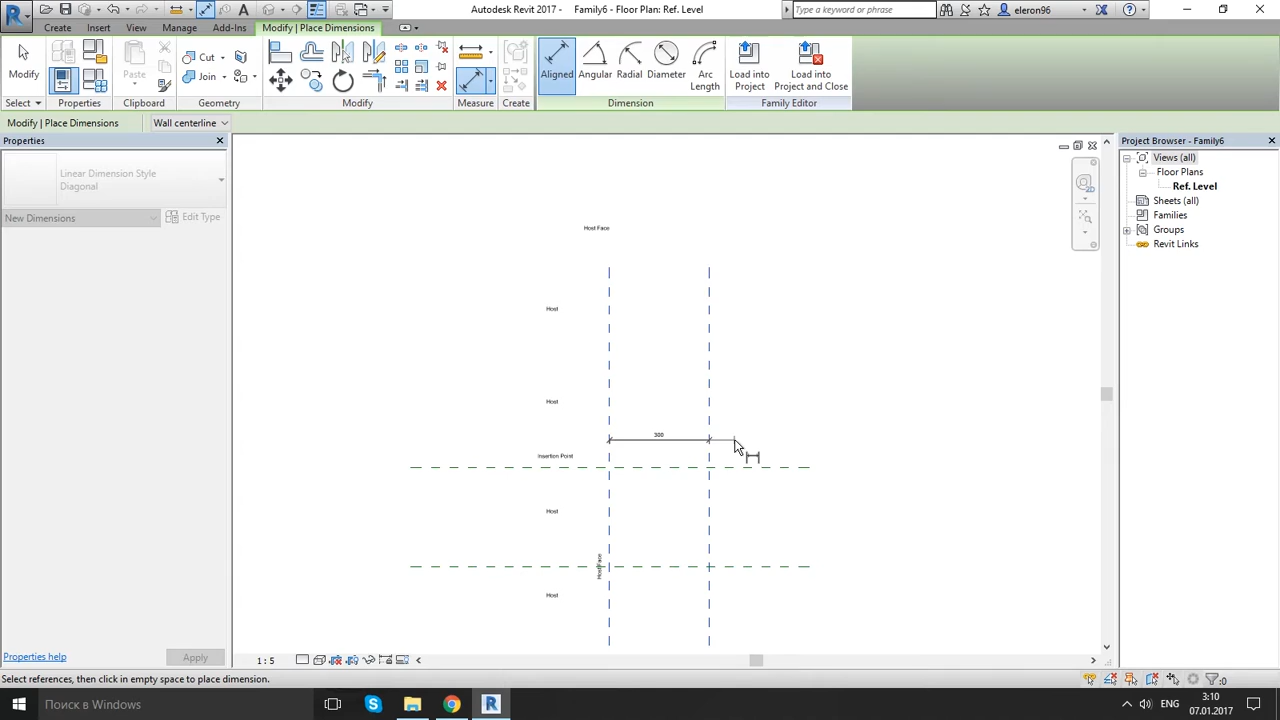 Autodesk Revit 2017 - Family6 - Floor Plan: Ref. Level
Type a keyword or phrase
eleron96
Create
Insert
View
Manage
Add-Ins
Modify | Place Dimensions
Modify
Paste
Cut
Join
Aligned
Angular
Radial
Diameter
Arc
Length
Load into
Project
Load into
Project and Close
Select
Properties
Clipboard
Geometry
Modify
Measure
Create
Dimension
Family Editor
Modify | Place Dimensions
Wall centerline
Properties
Linear Dimension Style
Diagonal
New Dimensions
Edit Type
Host Face
Host
Host
300
Insertion Point
Host
Host Face
Host
2D
Project Browser - Family6
Views (all)
Floor Plans
Ref. Level
Sheets (all)
Families
Groups
Revit Links
Properties help
Apply
1 : 5
Select references, then click in empty space to place dimension.
:0
Поиск в Windows
ENG
3:10
07.01.2017